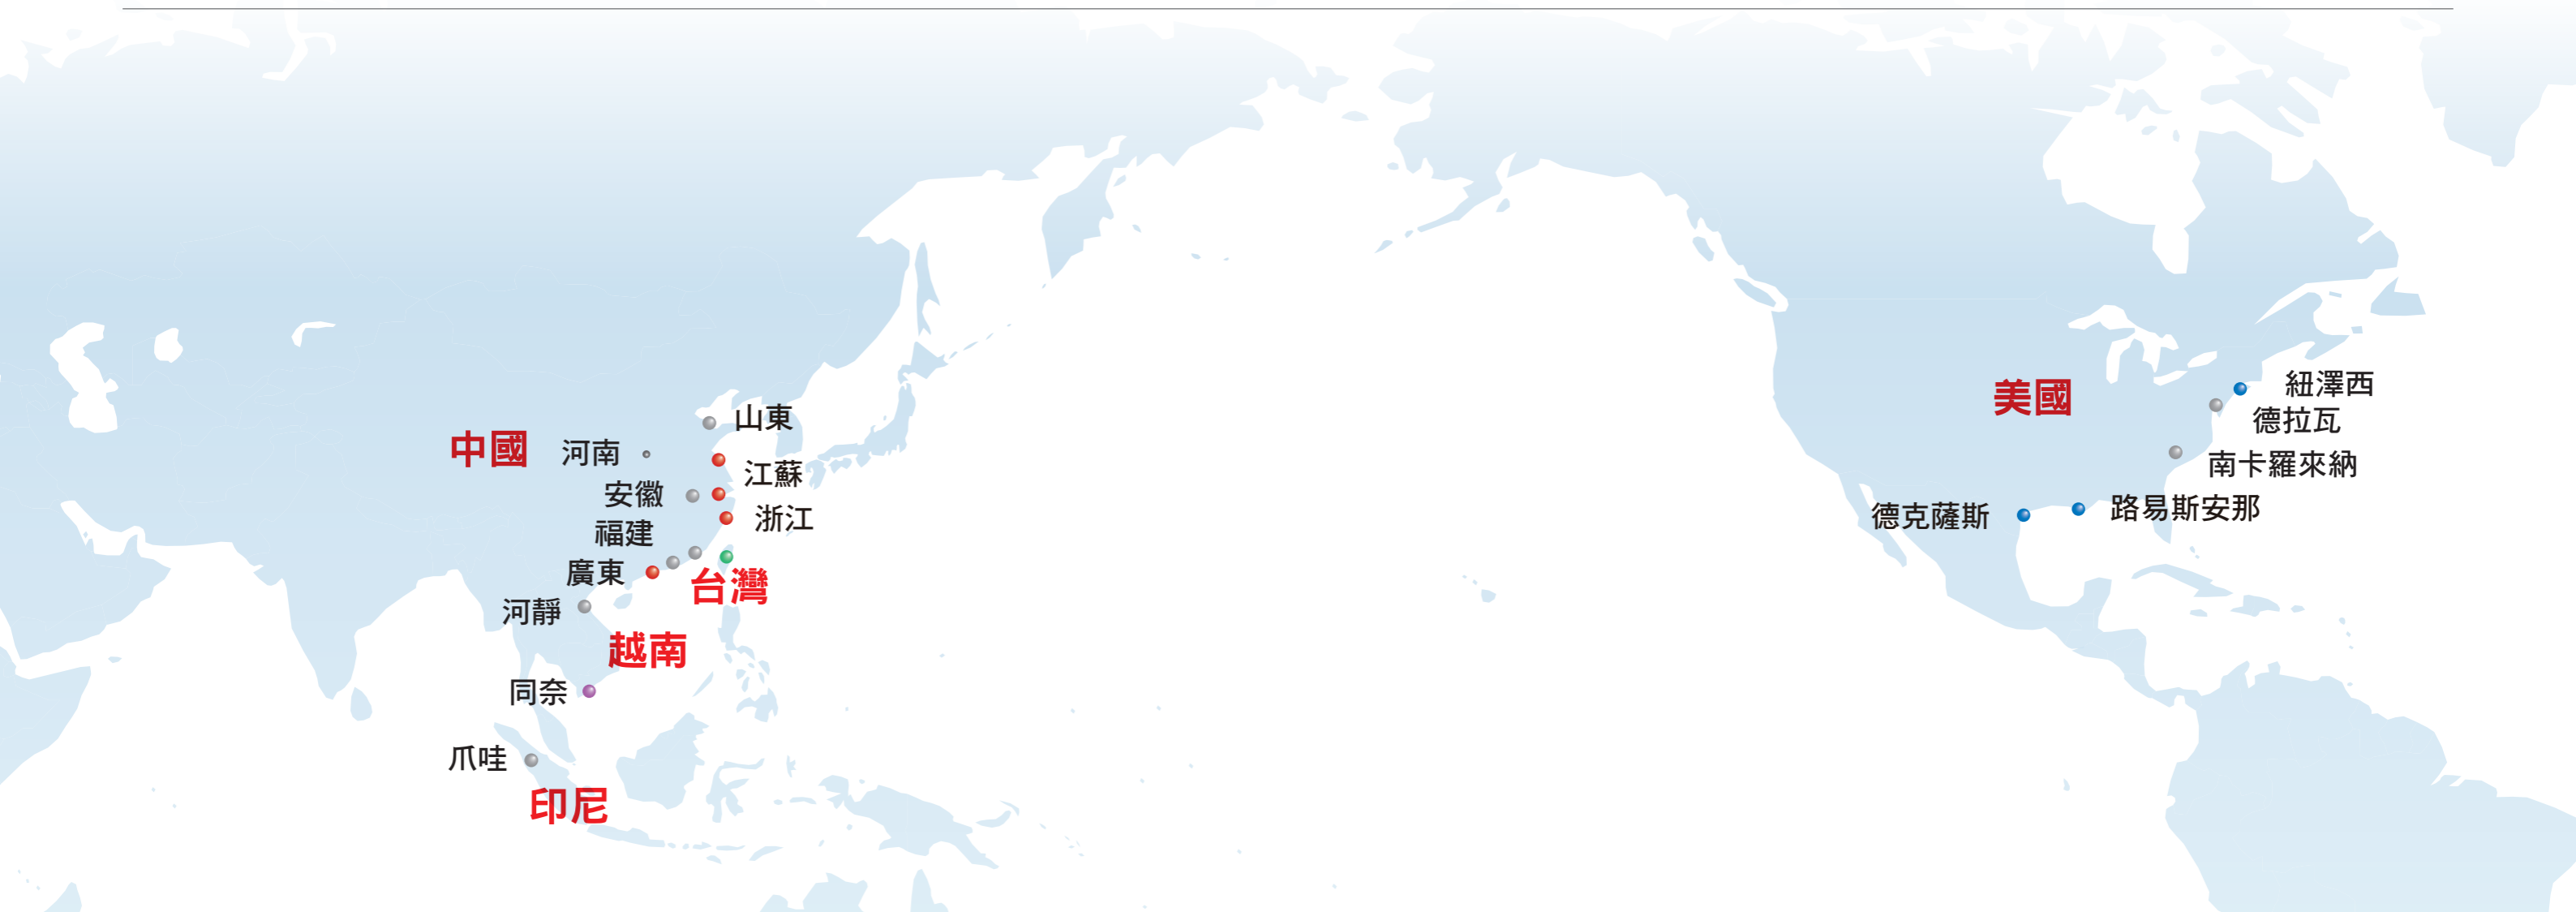 山東
中國
河南
江蘇
安徽
浙江
福建
廣東
台灣
河靜
越南
同奈
爪哇
印尼
美國
紐澤西
德拉瓦
南卡羅來納
德克薩斯
路易斯安那